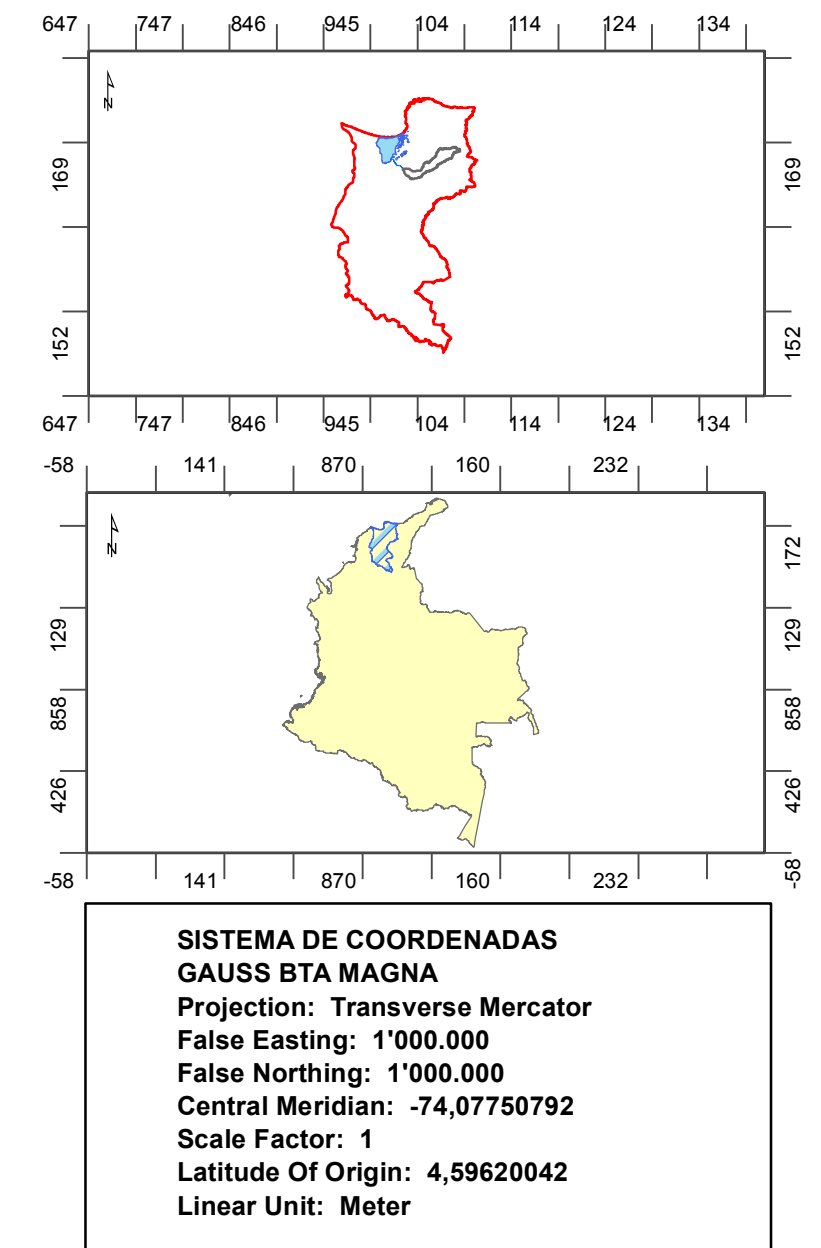 647 747 846 945 104 114 124 134
N
169 169
152 152
647 747 846 945 104 114 124 134
-58 141 870 160 232
N
172
129 129
858 858
426 426
-58
-58 141 870 160 232
SISTEMA DE COORDENADAS
GAUSS BTA MAGNA
Projection: Transverse Mercator
False Easting: 1'000.000
False Northing: 1'000.000
Central Meridian: -74,07750792
Scale Factor: 1
Latitude Of Origin: 4,59620042
Linear Unit: Meter